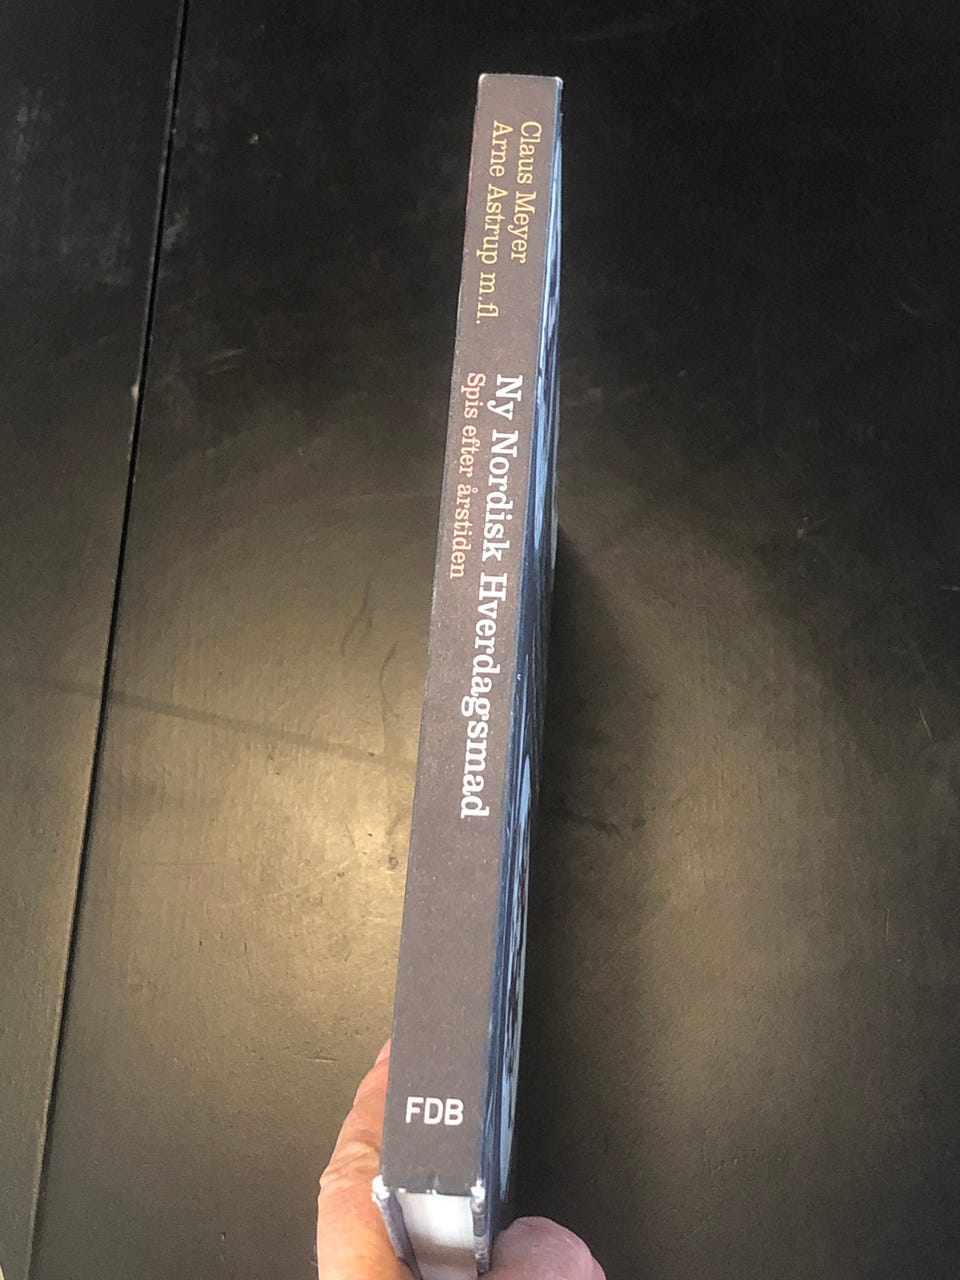 Claus Meyer
Arne Astrup m.fl.
Ny Nordisk Hverdagsmad
Spis efter årstiden
FDB